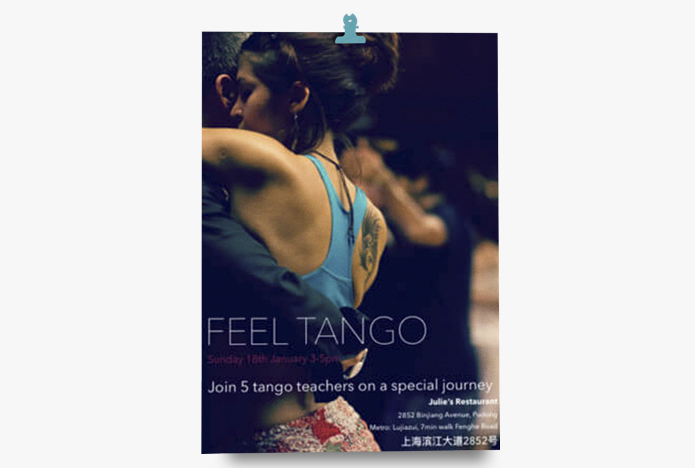 FEEL TANGO
Sunday 18th January 3-5pm
Join 5 tango teachers on a special journey
Julie's Restaurant
2852 Binjiang Avenue, Pudong
Metro: Lujiazui, 7min walk Fenghe Road
上海滨江大道2852号